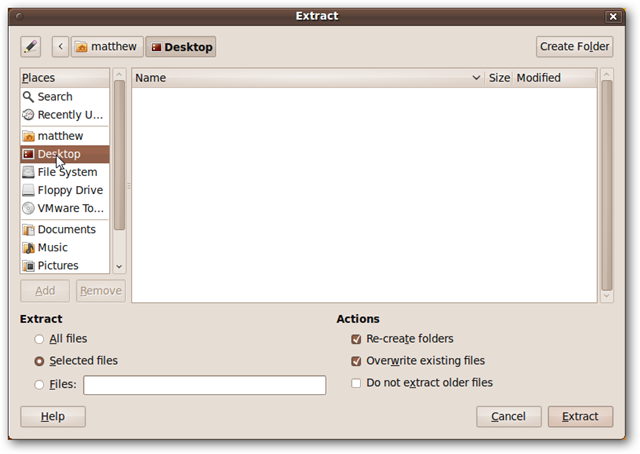 Extract
matthew Desktop Create Folder
Places Name Size Modified
Search
Recently U...
matthew
Desktop
File System
Floppy Drive
VMware To...
Documents
Music
Pictures
Add Remove
Extract Actions
All files Re-create folders
Selected files Overwrite existing files
Files: Do not extract older files
Help Cancel Extract